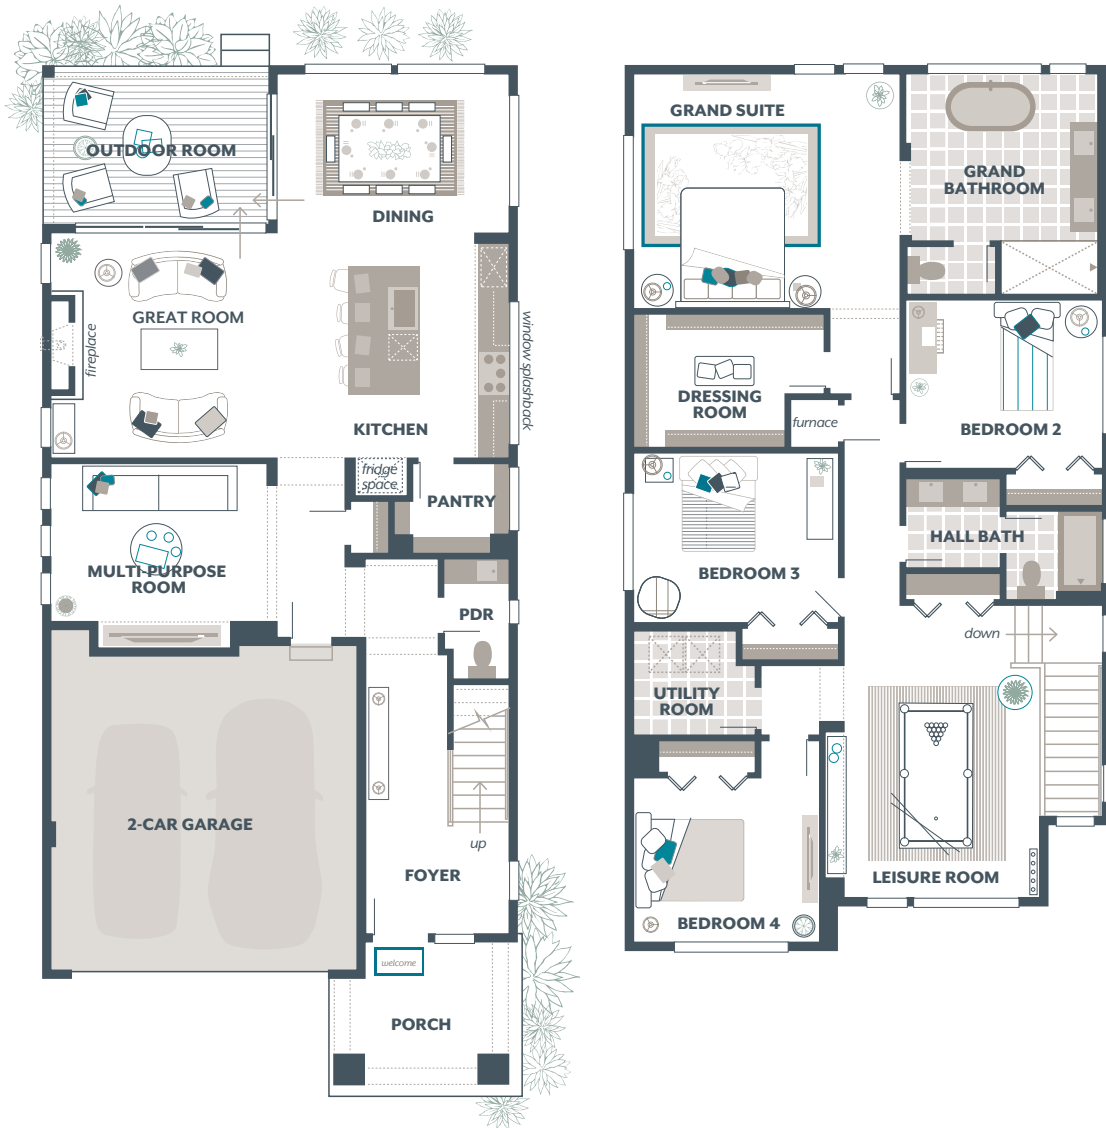 OUTDOOR ROOM
DINING
GREAT ROOM
fireplace
window splashback
KITCHEN
fridge
space
PANTRY
MULTI-PURPOSE
ROOM
PDR
2-CAR GARAGE
up
FOYER
welcome
PORCH
GRAND SUITE
GRAND
BATHROOM
DRESSING
ROOM
furnace
BEDROOM 2
HALL BATH
BEDROOM 3
down
UTILITY
ROOM
LEISURE ROOM
BEDROOM 4